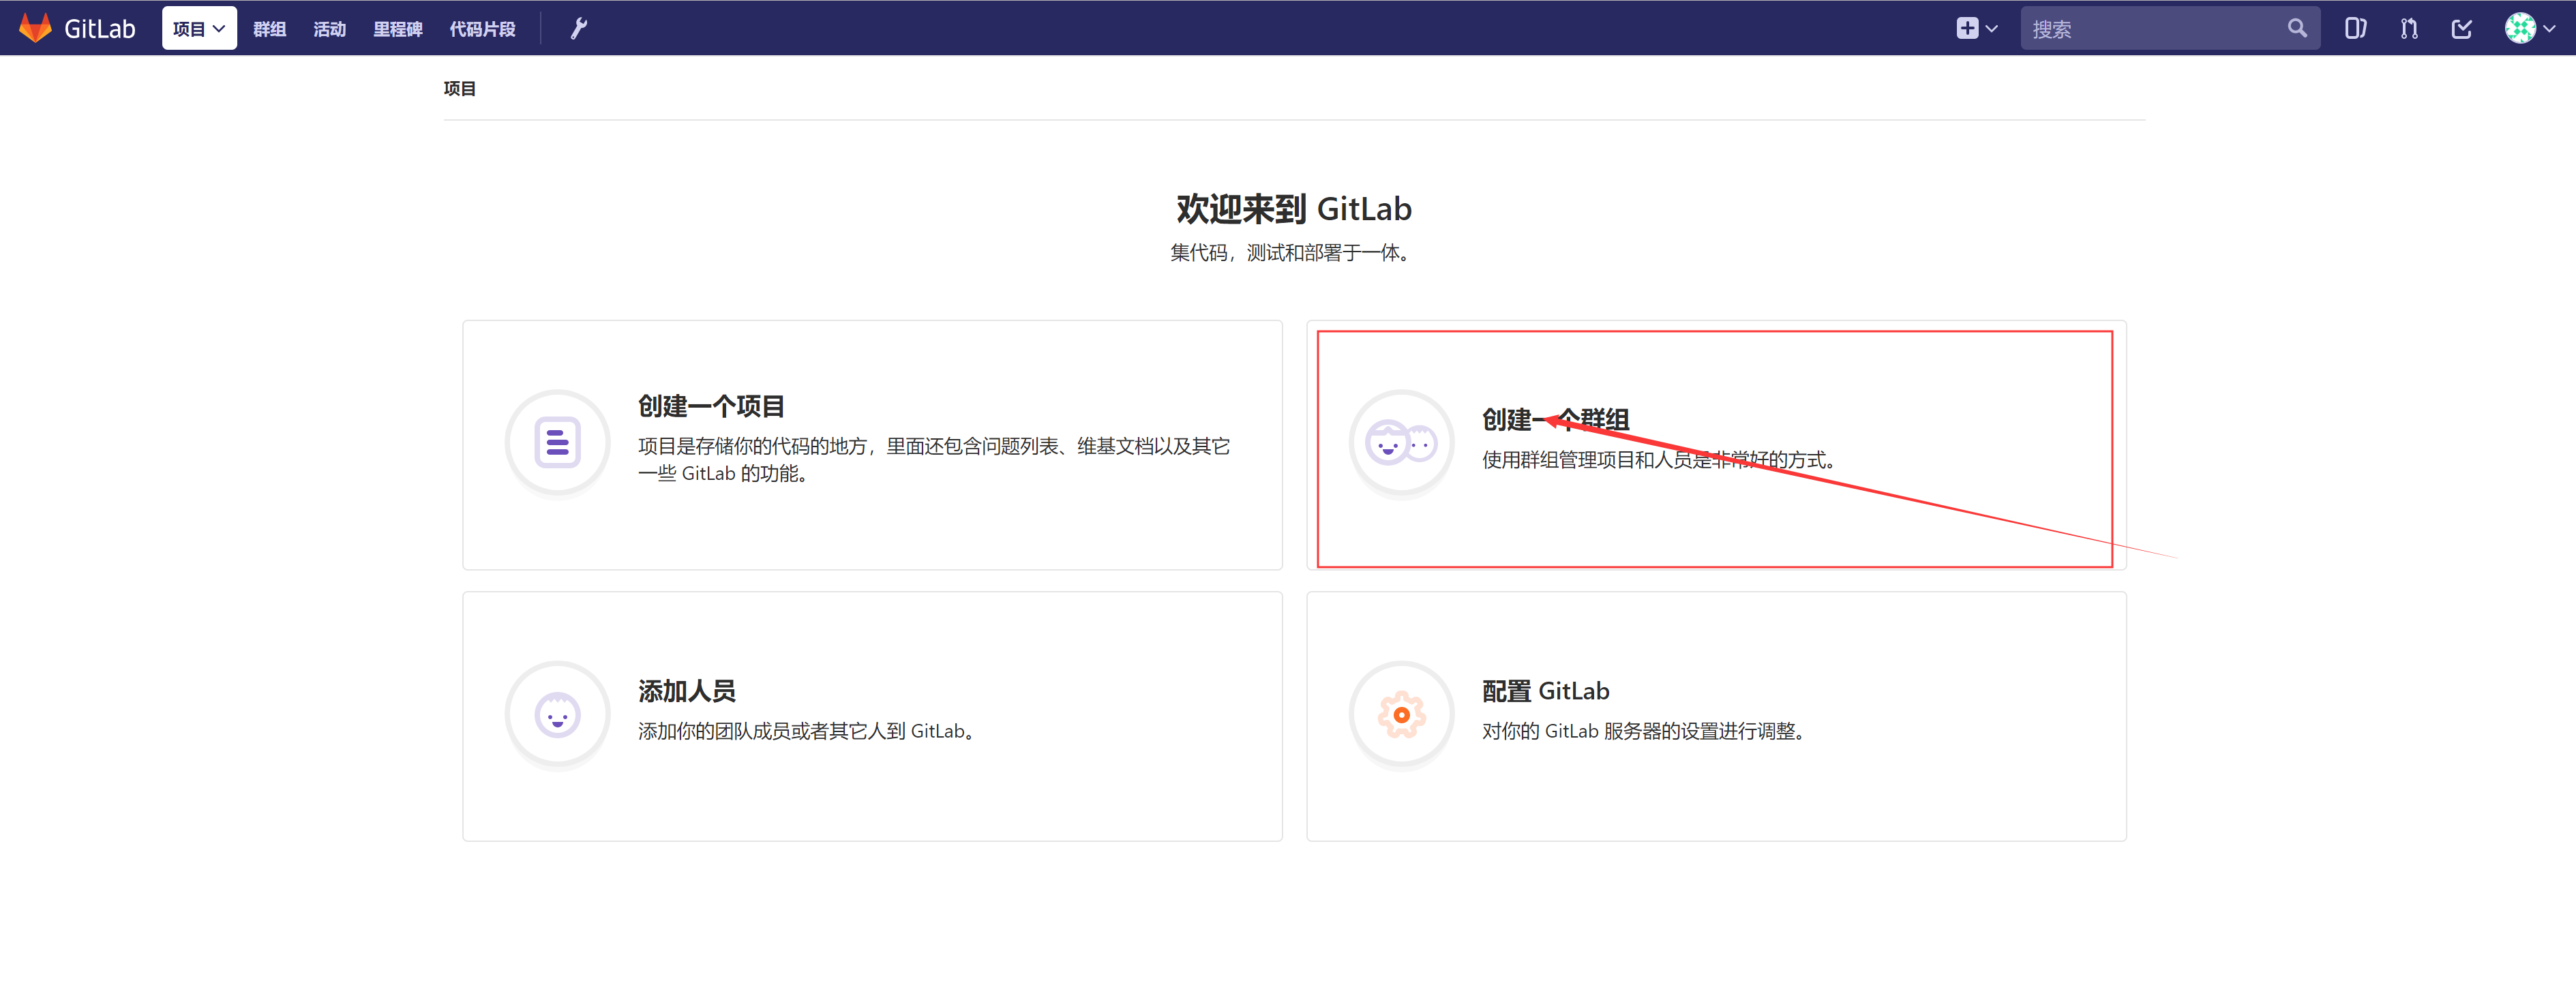 GitLab 项目 群组 活动 里程碑 代码片段 搜索
项目
欢迎来到 GitLab
集代码，测试和部署于一体。
创建一个项目
项目是存储你的代码的地方，里面还包含问题列表、维基文档以及其它
一些 GitLab 的功能。
创建一个群组
使用群组管理项目和人员是非常好的方式。
添加人员
添加你的团队成员或者其它人到 GitLab。
配置 GitLab
对你的 GitLab 服务器的设置进行调整。